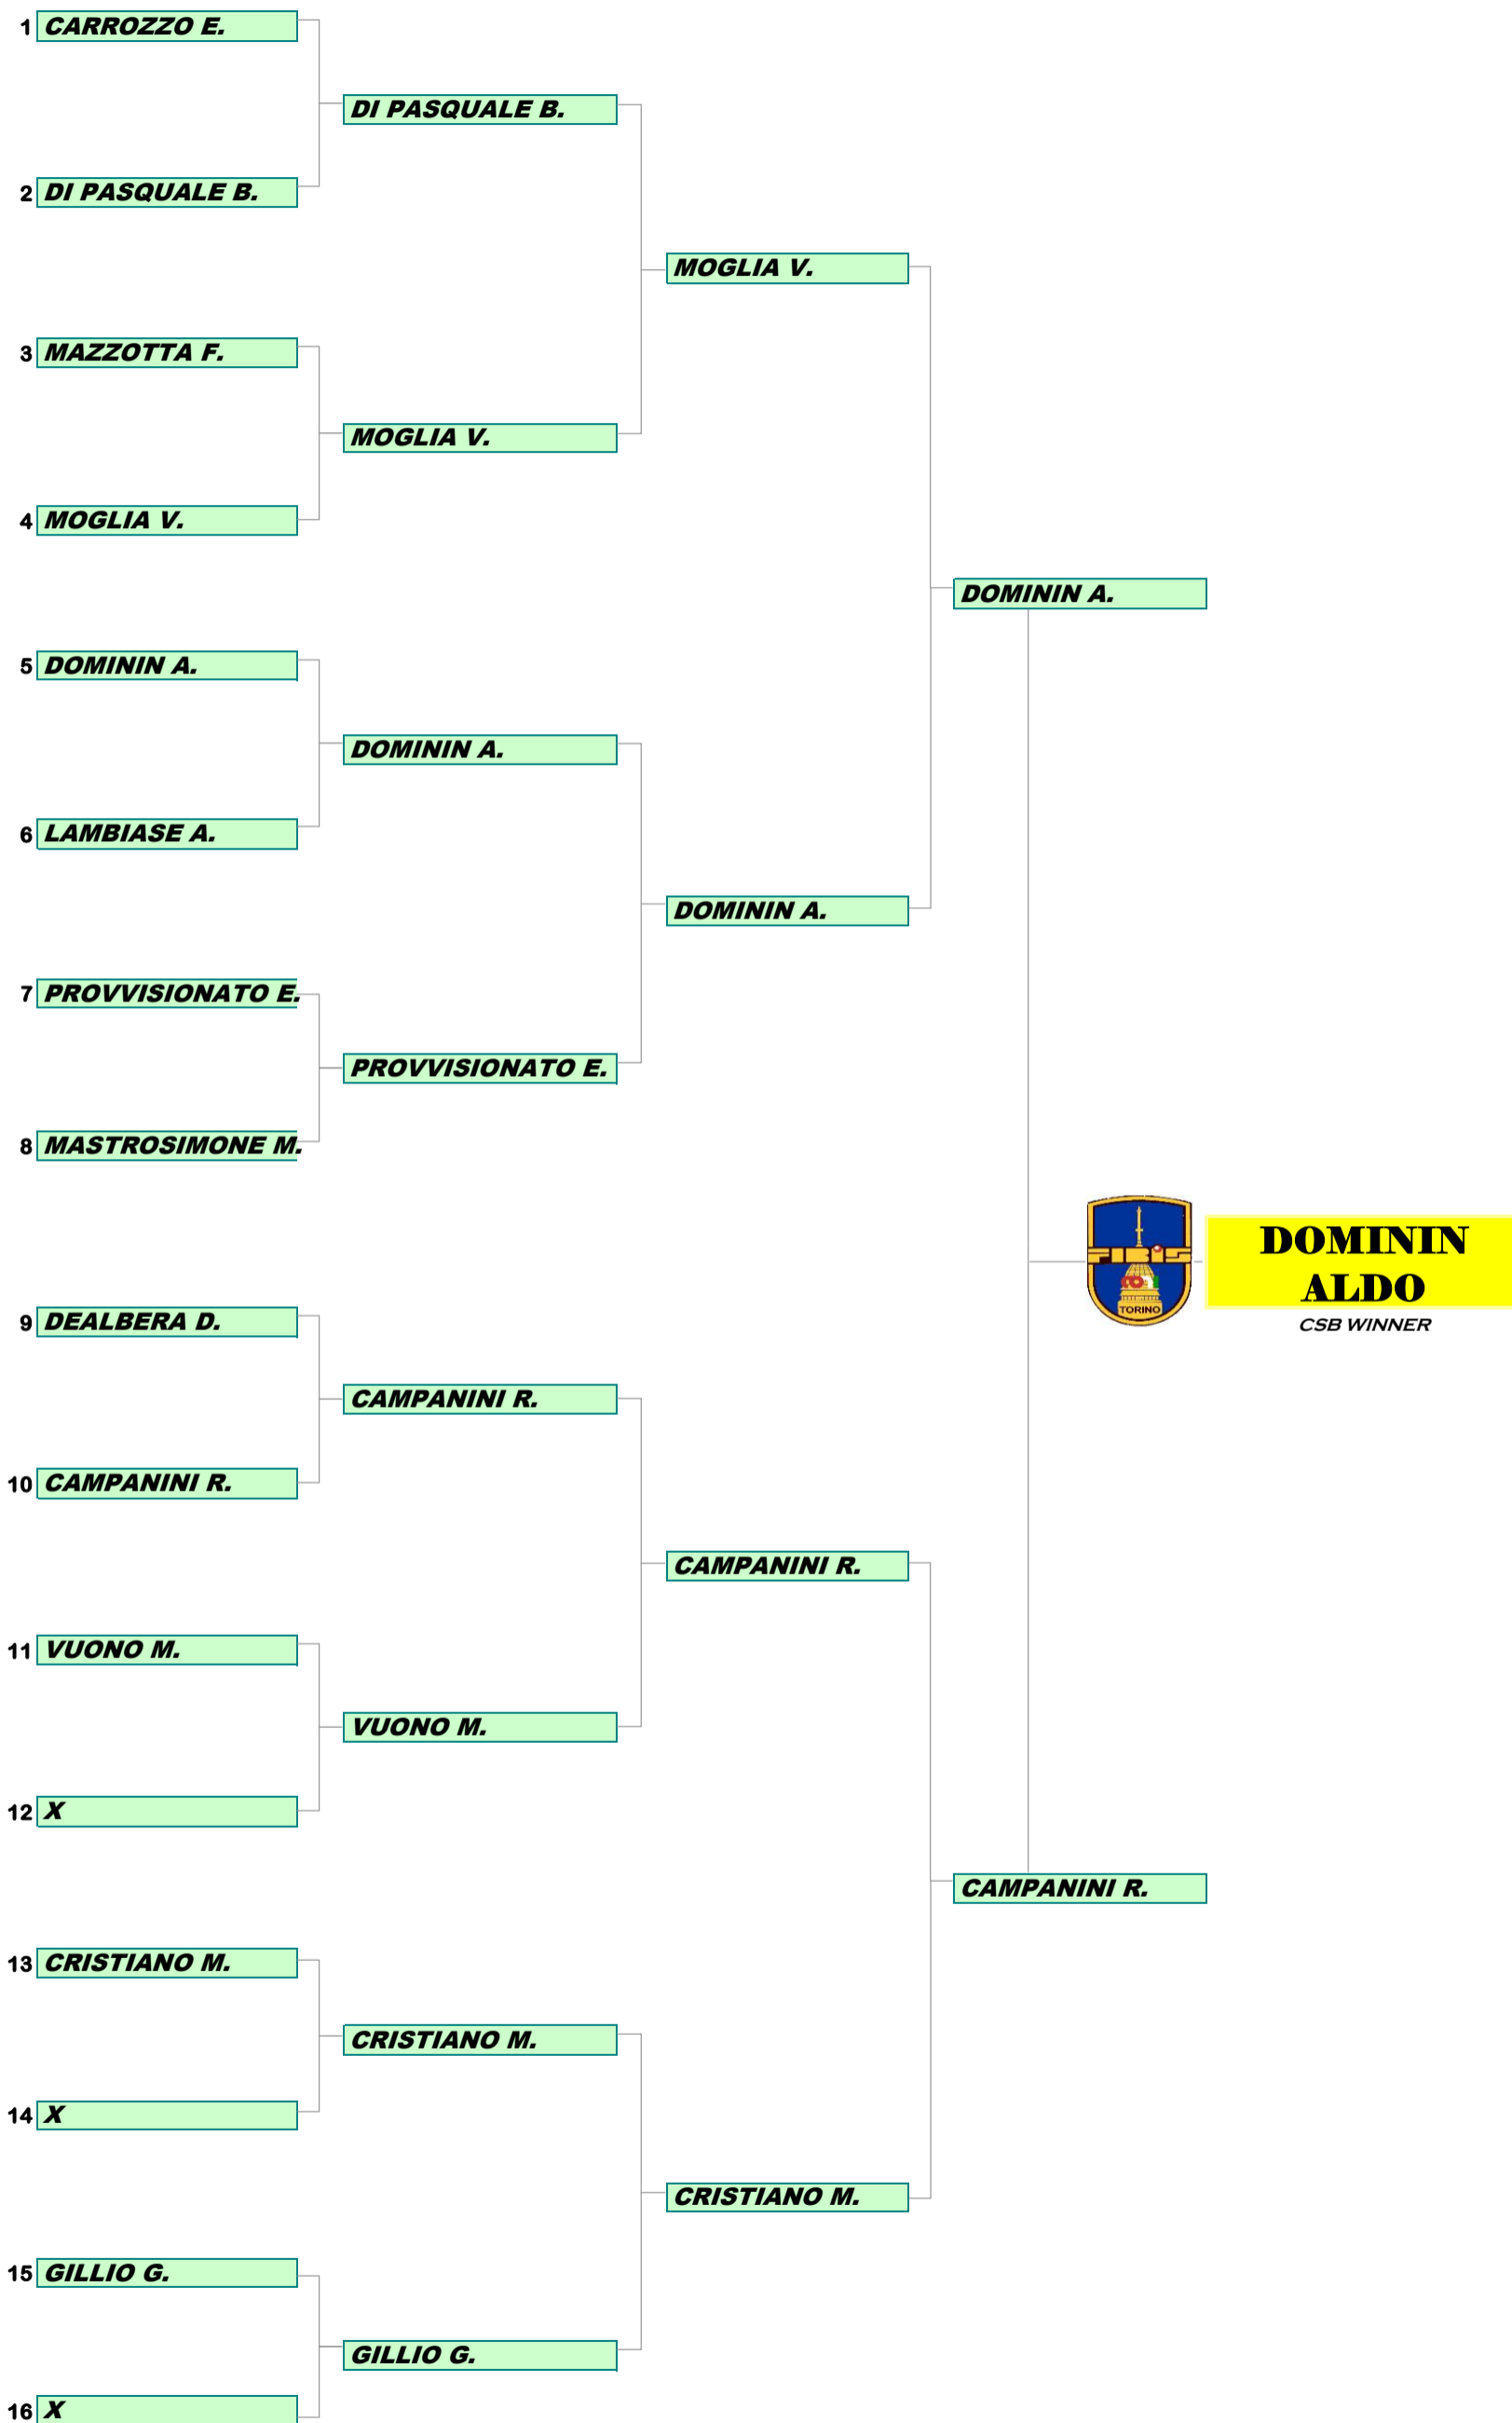 1 CARROZZO E.
DI PASQUALE B.
2 DI PASQUALE B.
MOGLIA V.
3 MAZZOTTA F.
MOGLIA V.
4 MOGLIA V.
DOMININ A.
5 DOMININ A.
DOMININ A.
6 LAMBIASE A.
DOMININ A.
7 PROVVISIONATO E.
PROVVISIONATO E.
8 MASTROSIMONE M.
FIBIS
TORINO
DOMININ
ALDO
CSB WINNER
9 DEALBERA D.
CAMPANINI R.
10 CAMPANINI R.
CAMPANINI R.
11 VUONO M.
VUONO M.
12 X
CAMPANINI R.
13 CRISTIANO M.
CRISTIANO M.
14 X
CRISTIANO M.
15 GILLIO G.
GILLIO G.
16 X